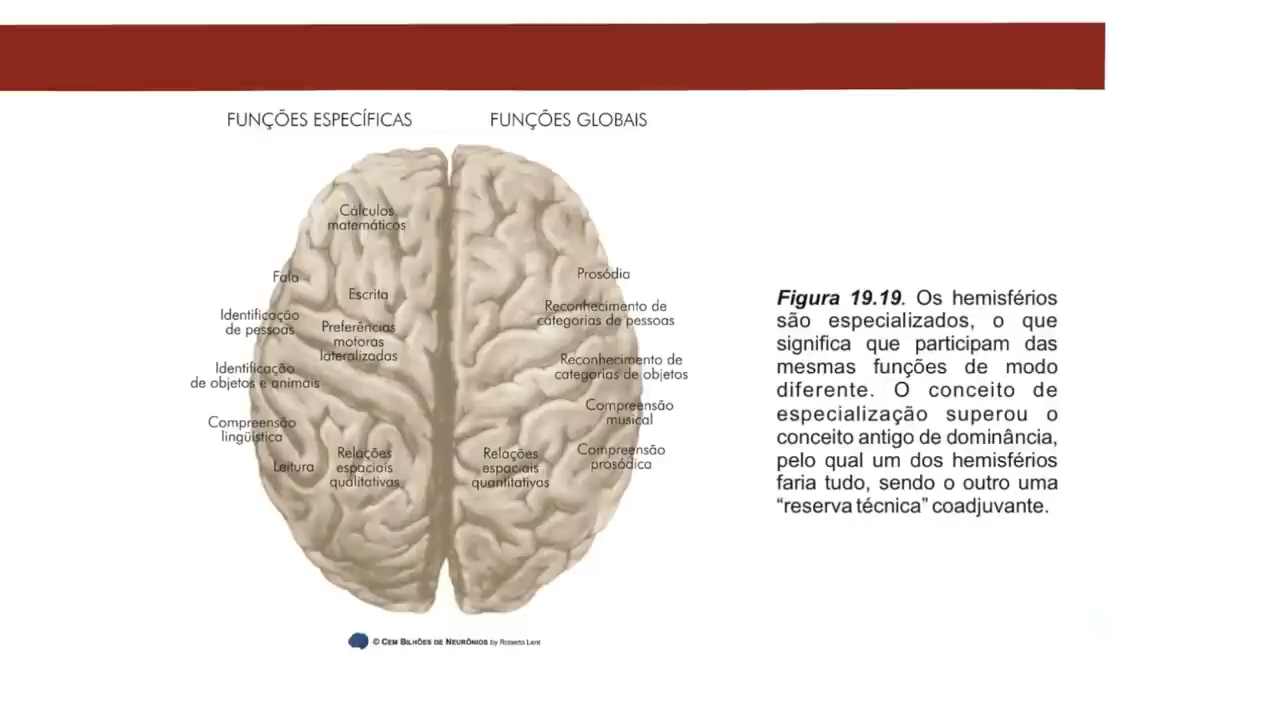 FUNÇÕES ESPECÍFICAS
FUNÇÕES GLOBAIS
Cálculos
matemáticos
Fala
Escrita
Identificação
de pessoas
Preferências
motoras
lateralizadas
Identificação
de objetos e animais
Compreensão
lingüística
Leitura
Relações
espaciais
qualitativas
Prosódia
Reconhecimento de
categorias de pessoas
Reconhecimento de
categorias de objetos
Compreensão
musical
Compreensão
prosódica
Relações
espaciais
quantitativas
Figura 19.19. Os hemisférios
são especializados, o que
significa que participam das
mesmas funções de modo
diferente. O conceito de
especialização superou o
conceito antigo de dominância,
pelo qual um dos hemisférios
faria tudo, sendo o outro uma
“reserva técnica” coadjuvante.
© CEM BILHÕES DE NEURÔNIOS by Roberto Lent